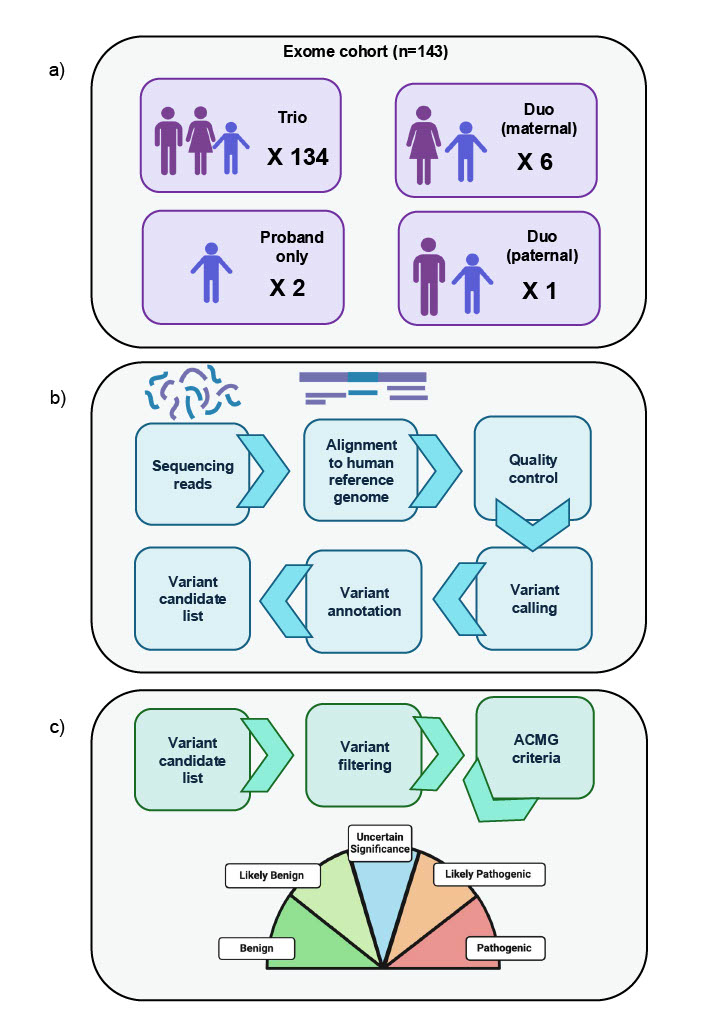 Exome cohort (n=143)
a)
Trio
X 134
Duo
(maternal)
X 6
Proband
only
X 2
Duo
(paternal)
X 1
b)
Sequencing
reads
Alignment
to human
reference
genome
Quality
control
Variant
candidate
list
Variant
annotation
Variant
calling
c)
Variant
candidate
list
Variant
filtering
ACMG
criteria
Uncertain
Significance
Likely Benign
Likely Pathogenic
Benign
Pathogenic